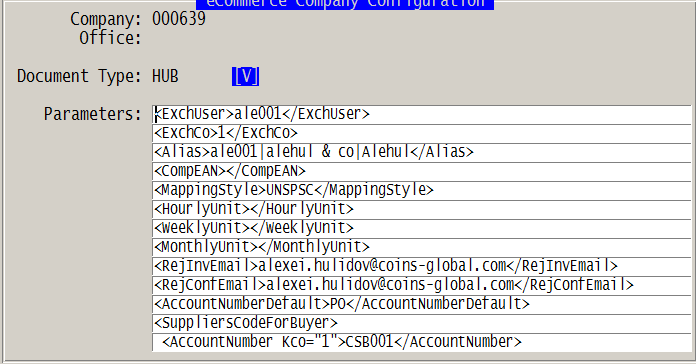 eCommerce Company Configuration
Company: 000639
Office:
Document Type: HUB [V]
Parameters: <ExchUser>ale001</ExchUser>
<ExchCo>1</ExchCo>
<Alias>ale001|alehul & co|Alehul</Alias>
<CompEAN></CompEAN>
<MappingStyle>UNSPSC</MappingStyle>
<HourlyUnit></HourlyUnit>
<WeeklyUnit></WeeklyUnit>
<MonthlyUnit></MonthlyUnit>
<RejInvEmail>alexei.hulidov@coins-global.com</RejInvEmail>
<RejConfEmail>alexei.hulidov@coins-global.com</RejConfEmail>
<AccountNumberDefault>PO</AccountNumberDefault>
<SuppliersCodeForBuyer>
<AccountNumber Kco="1">CSB001</AccountNumber>